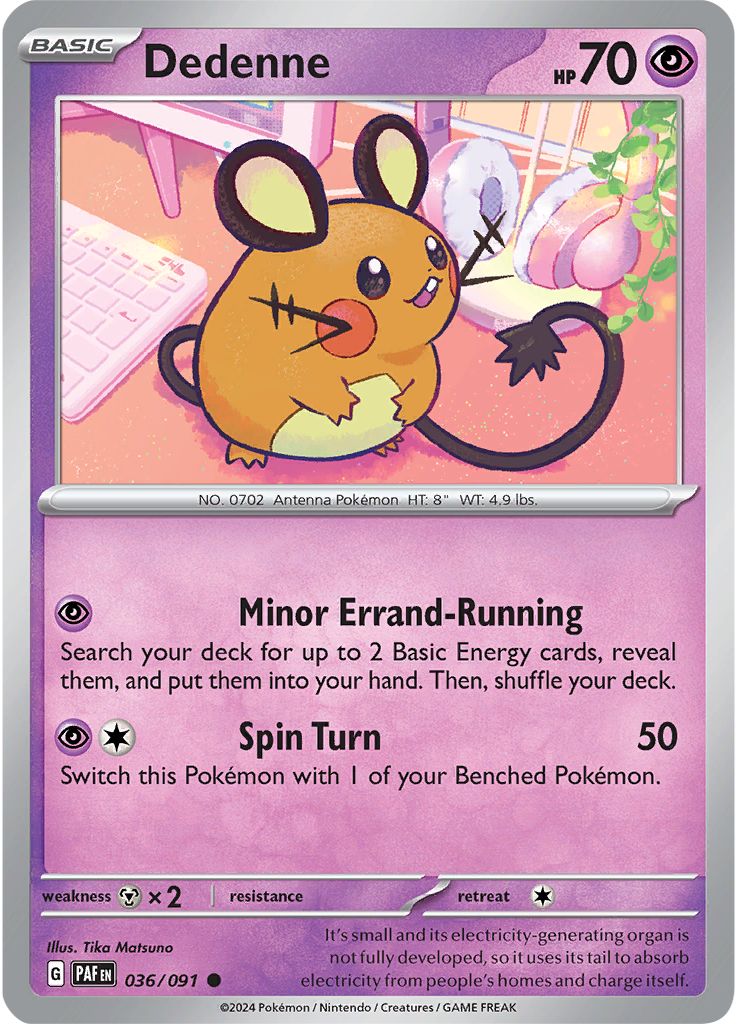 BASIC
Dedenne
HP 70
NO. 0702 Antenna Pokémon HT: 8" WT: 4.9 lbs.
Minor Errand-Running
Search your deck for up to 2 Basic Energy cards, reveal
them, and put them into your hand. Then, shuffle your deck.
Spin Turn 50
Switch this Pokémon with 1 of your Benched Pokémon.
weakness ×2 resistance retreat
Illus. Tika Matsuno
It's small and its electricity-generating organ is
not fully developed, so it uses its tail to absorb
electricity from people's homes and charge itself.
G PAF EN 036/091
©2024 Pokémon / Nintendo / Creatures / GAME FREAK